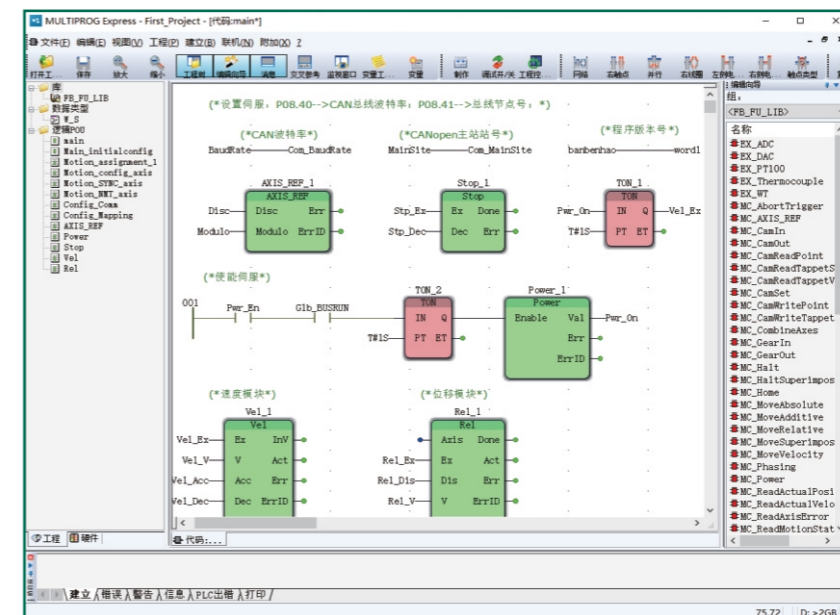 MULTIPROG Express - First_Project - [代码:main*]
文件(F) 编辑(E) 视图(V) 工程(P) 建立(B) 联机(N) 附加(X) ?
打开工... 保存 放大 缩小 工程树 编辑向导 消息 交叉参考 监视窗口 变量工... 变量 制作 调试开/关 工程控... 网络 右触点 并行 右线圈 左侧电... 右侧电... 触点类型
库
FB_FU_LIB
数据类型
W_S
逻辑POU
main
Main_initialconfig
Motion_assignment_1
Motion_config_axis
Motion_SYNC_axis
Motion_NMT_axis
Config_Comm
Config_Mapping
AXIS_REF
Power
Stop
Vel
Rel
工程 硬件
(*设置伺服：P08.40-->CAN总线波特率；P08.41-->总线节点号；*)
(*CAN波特率*) (*CANopen主站站号*) (*程序版本号*)
BaudRate Com_BaudRate MainSite Com_MainSite banbenhao word1
AXIS_REF_1 Stop_1 TON_1
AXIS_REF Stop TON
Disc Disc Err Stp_Ex Ex Done Pwr_On IN Q Vel_Ex
Modulo Modulo ErrID Stp_Dec Dec Err T#1S PT ET
(*使能伺服*)
TON_2 Power_1
001 Pwr_En Glb_BUSRUN TON Power
IN Q Enable Val Pwr_On
T#1S PT ET Err
ErrID
(*速度模块*) (*位移模块*)
Vel_1 Rel_1
Vel Rel
Vel_Ex Ex InV Axis Done
Vel_V V Act Rel_Ex Ex Act
Vel_Acc Acc Err Rel_Dis Dis Err
Vel_Dec Dec ErrID Rel_V V ErrID
代码:...
编辑向导
组:
<FB_FU_LIB>
名称
EX_ADC
EX_DAC
EX_PT100
EX_Thermocouple
EX_WT
MC_AbortTrigger
MC_AXIS_REF
MC_CamIn
MC_CamOut
MC_CamReadPoint
MC_CamReadTappetS
MC_CamReadTappetV
MC_CamSet
MC_CamWritePoint
MC_CamWriteTappet
MC_CombineAxes
MC_GearIn
MC_GearOut
MC_Halt
MC_HaltSuperimpos
MC_Home
MC_MoveAbsolute
MC_MoveAdditive
MC_MoveRelative
MC_MoveSuperimpos
MC_MoveVelocity
MC_Phasing
MC_Power
MC_ReadActualPosi
MC_ReadActualVelo
MC_ReadAxisError
MC_ReadMotionStat
建立 错误 警告 信息 PLC出错 打印
75,72 D: >2GB